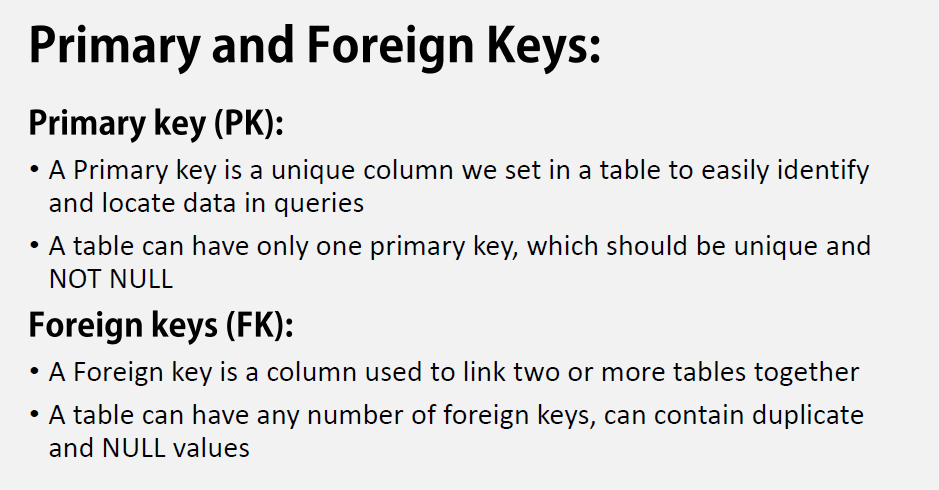 Primary and Foreign Keys:
Primary key (PK):
• A Primary key is a unique column we set in a table to easily identify
and locate data in queries
• A table can have only one primary key, which should be unique and
NOT NULL
Foreign keys (FK):
• A Foreign key is a column used to link two or more tables together
• A table can have any number of foreign keys, can contain duplicate
and NULL values